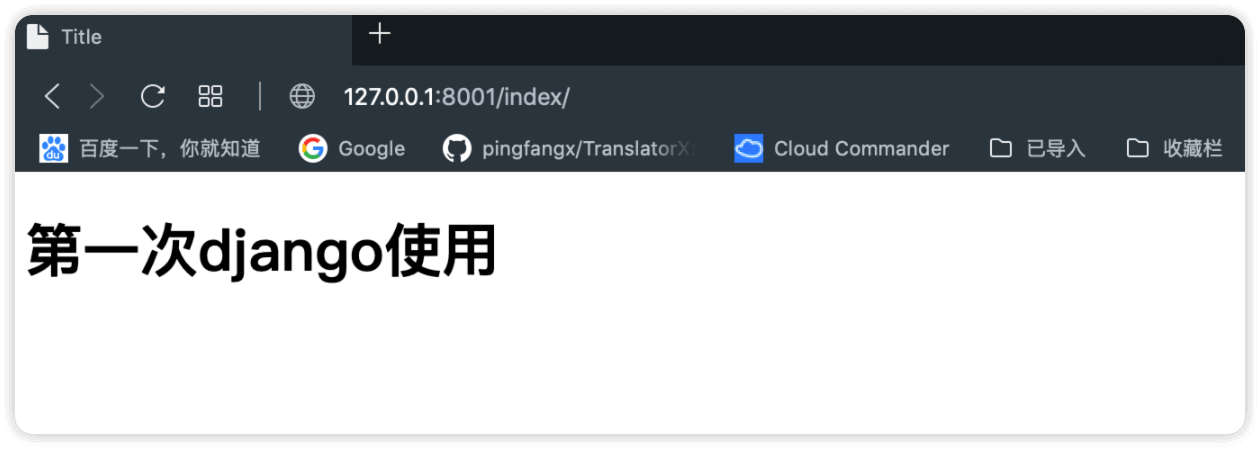 Title
127.0.0.1:8001/index/
百度一下，你就知道 Google pingfangx/TranslatorX Cloud Commander 已导入 收藏栏
第一次django使用